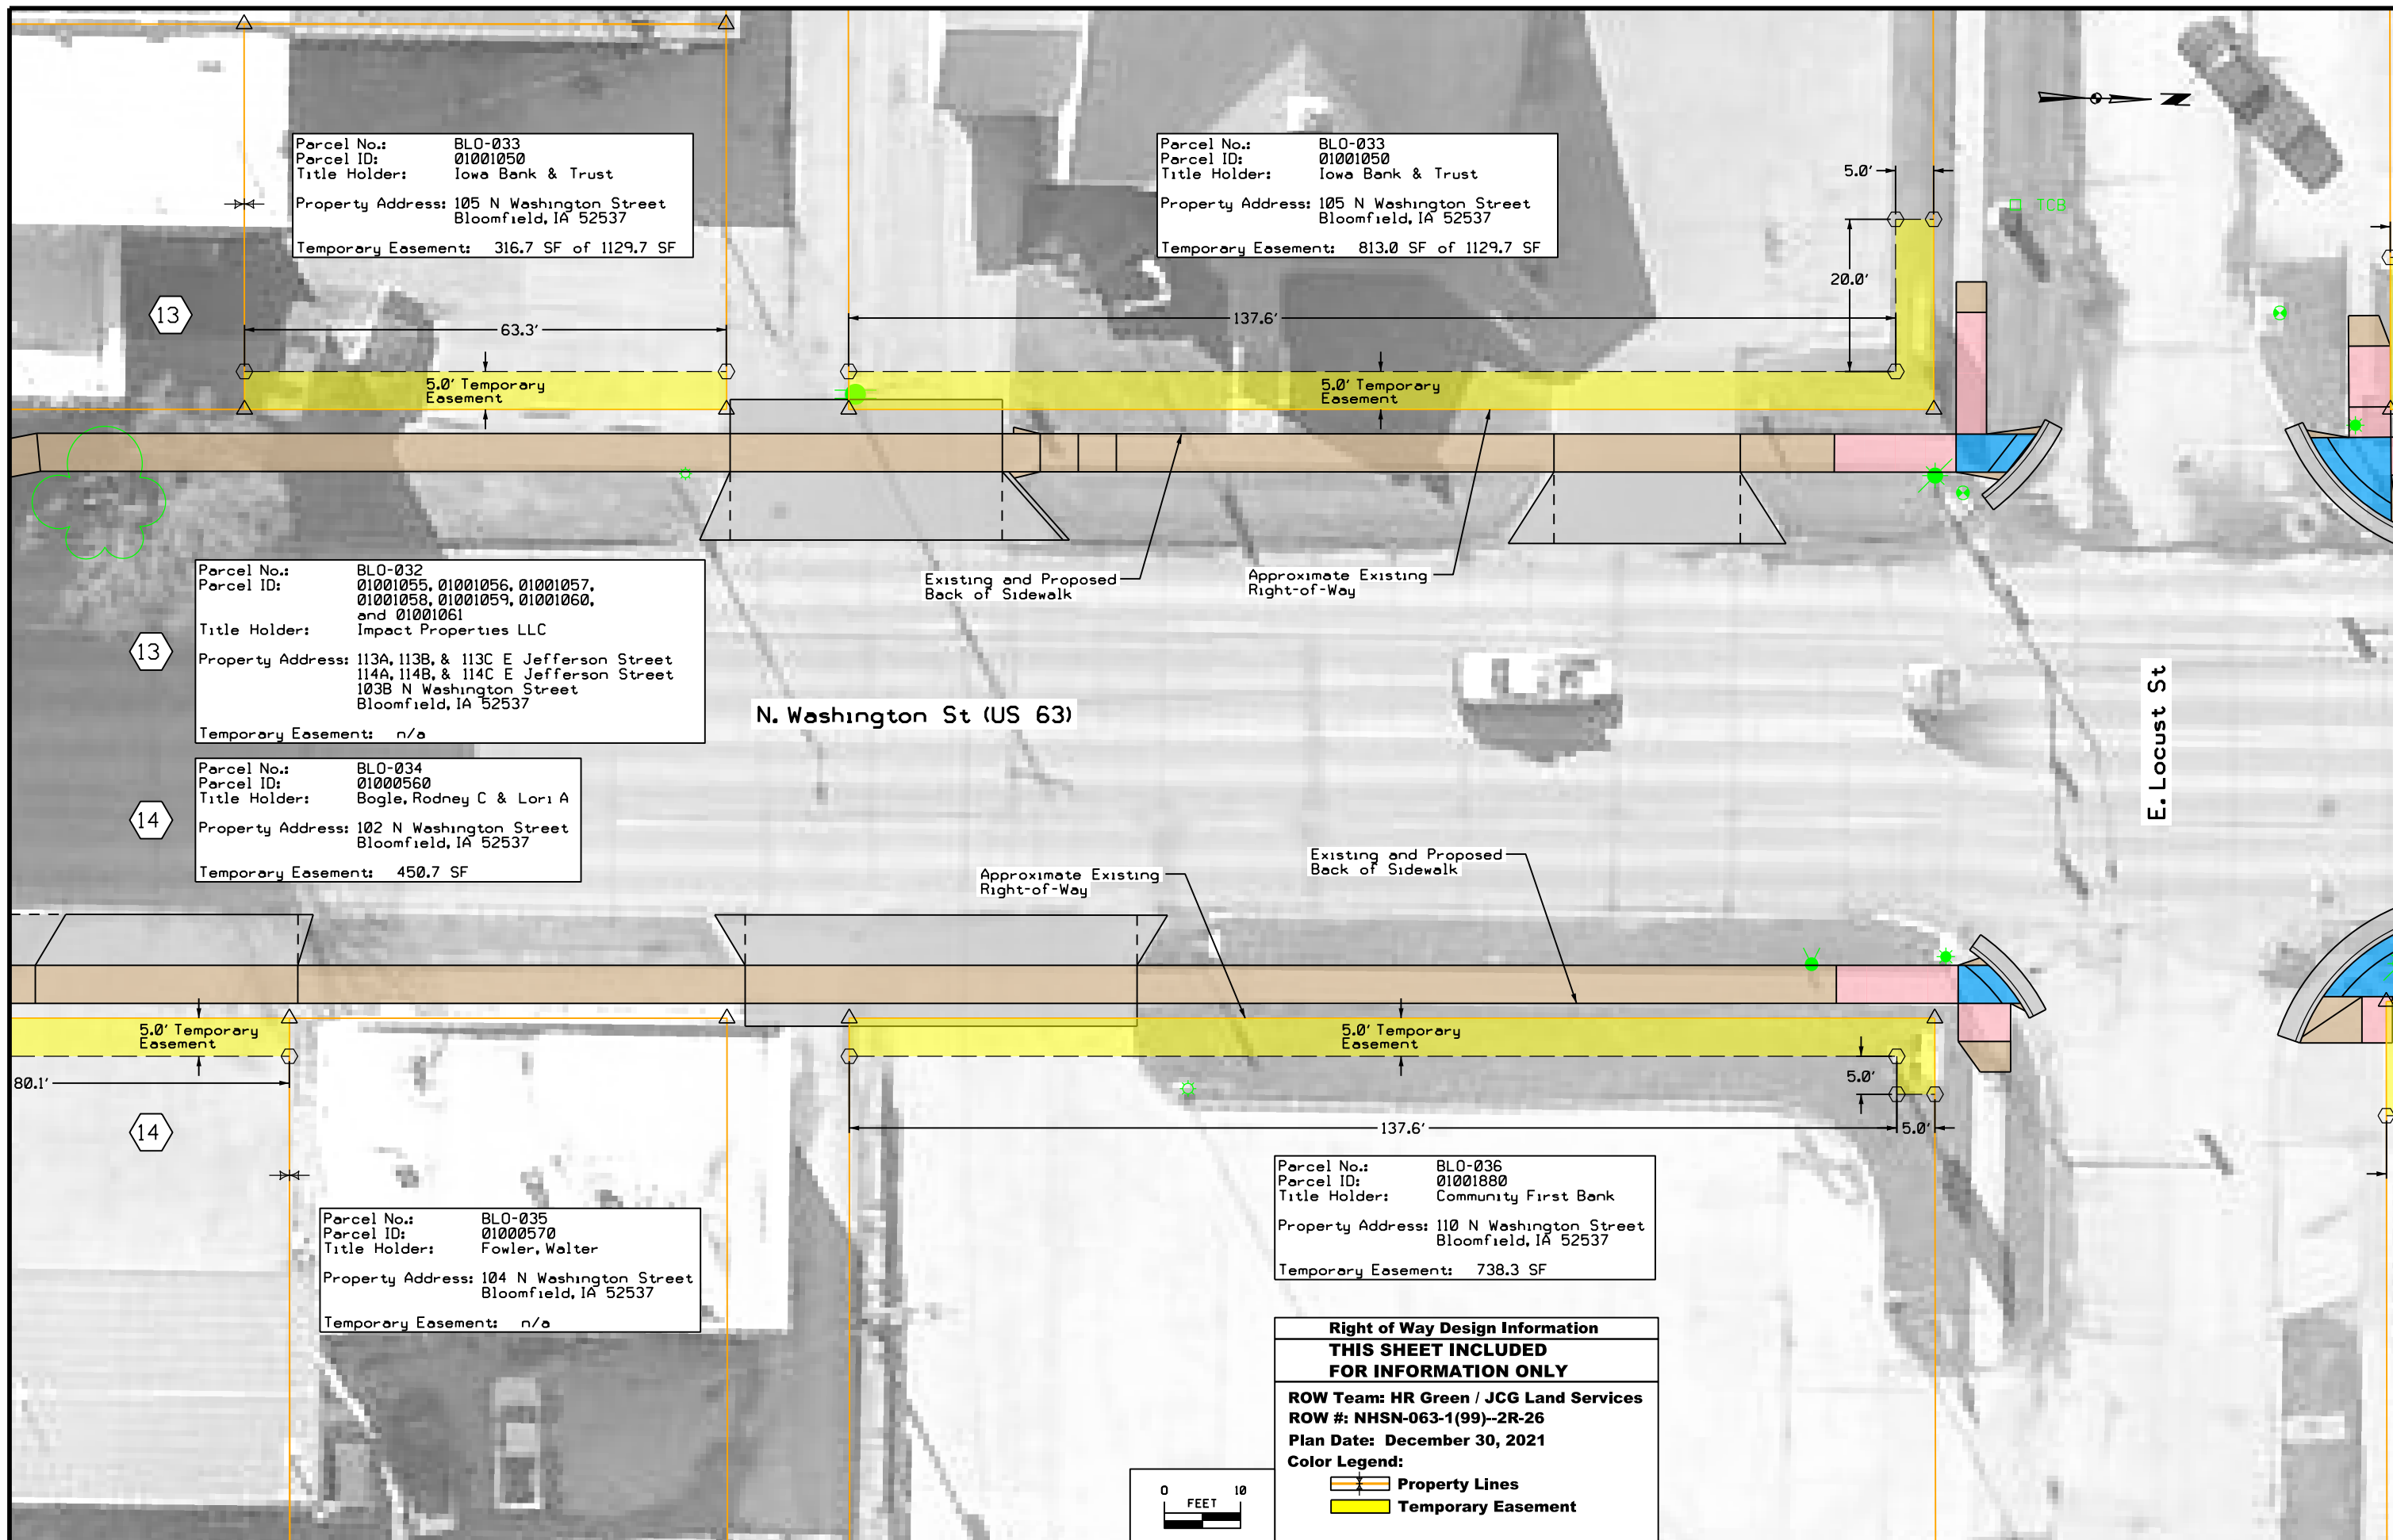 Parcel No.: BLO-033
Parcel ID: 01001050
Title Holder: Iowa Bank & Trust
Property Address: 105 N Washington Street
Bloomfield, IA 52537
Temporary Easement: 316.7 SF of 1129.7 SF
Parcel No.: BLO-033
Parcel ID: 01001050
Title Holder: Iowa Bank & Trust
Property Address: 105 N Washington Street
Bloomfield, IA 52537
Temporary Easement: 813.0 SF of 1129.7 SF
N
5.0'
TCB
20.0'
13
63.3'
137.6'
5.0' Temporary
Easement
5.0' Temporary
Easement
Existing and Proposed
Back of Sidewalk
Approximate Existing
Right-of-Way
13
Parcel No.: BLO-032
Parcel ID: 01001055, 01001056, 01001057,
01001058, 01001059, 01001060,
and 01001061
Title Holder: Impact Properties LLC
Property Address: 113A, 113B, & 113C E Jefferson Street
114A, 114B, & 114C E Jefferson Street
103B N Washington Street
Bloomfield, IA 52537
Temporary Easement: n/a
N. Washington St (US 63)
E. Locust St
14
Parcel No.: BLO-034
Parcel ID: 01000560
Title Holder: Bogle, Rodney C & Lori A
Property Address: 102 N Washington Street
Bloomfield, IA 52537
Temporary Easement: 450.7 SF
Approximate Existing
Right-of-Way
Existing and Proposed
Back of Sidewalk
5.0' Temporary
Easement
5.0' Temporary
Easement
80.1'
5.0'
14
137.6'
5.0'
Parcel No.: BLO-035
Parcel ID: 01000570
Title Holder: Fowler, Walter
Property Address: 104 N Washington Street
Bloomfield, IA 52537
Temporary Easement: n/a
Parcel No.: BLO-036
Parcel ID: 01001880
Title Holder: Community First Bank
Property Address: 110 N Washington Street
Bloomfield, IA 52537
Temporary Easement: 738.3 SF
Right of Way Design Information
THIS SHEET INCLUDED
FOR INFORMATION ONLY
ROW Team: HR Green / JCG Land Services
ROW #: NHSN-063-1(99)--2R-26
Plan Date: December 30, 2021
Color Legend:
Property Lines
Temporary Easement
0 10
FEET